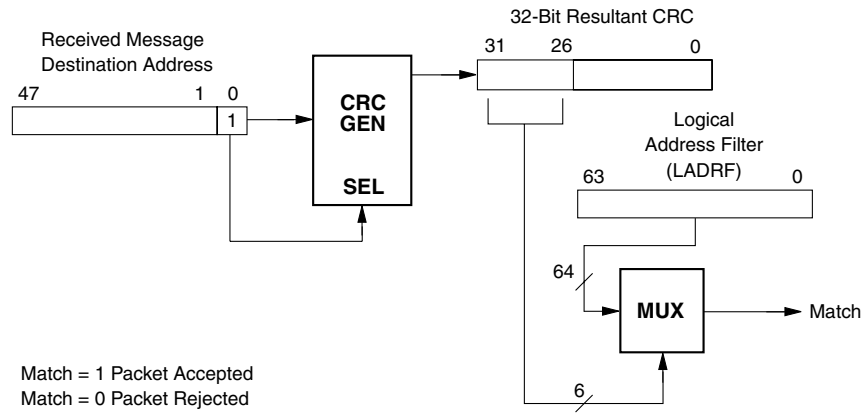 32-Bit Resultant CRC
Received Message
Destination Address
31 26 0
47 1 0
1
CRC
GEN
SEL
Logical
Address Filter
(LADRF)
63 0
64
MUX
Match
6
Match = 1 Packet Accepted
Match = 0 Packet Rejected